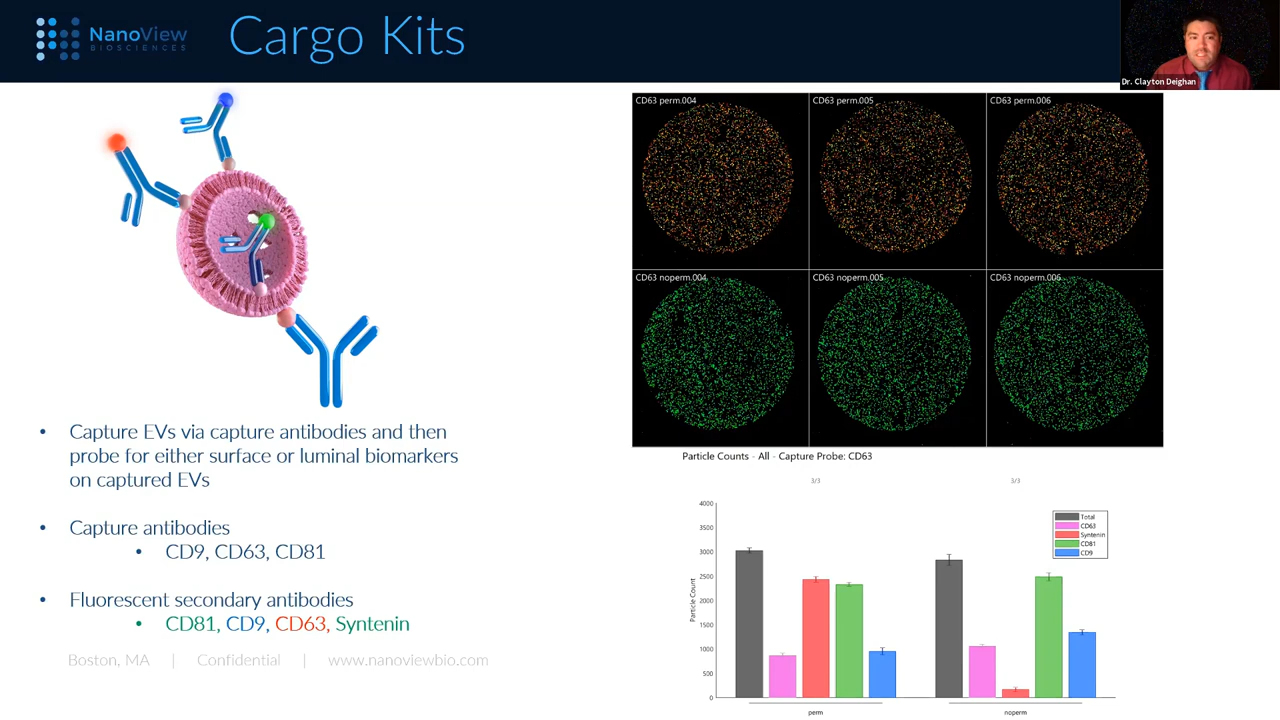 NanoView
BIOSCIENCES
Cargo Kits
Dr. Clayton Deighan
• Capture EVs via capture antibodies and then
probe for either surface or luminal biomarkers
on captured EVs
• Capture antibodies
• CD9, CD63, CD81
• Fluorescent secondary antibodies
• CD81, CD9, CD63, Syntenin
Boston, MA | Confidential | www.nanoviewbio.com
CD63 perm.004
CD63 perm.005
CD63 perm.006
CD63 noperm.004
CD63 noperm.005
CD63 noperm.006
Particle Counts - All - Capture Probe: CD63
3/3
3/3
Particle Count
4000
3500
3000
2500
2000
1500
1000
500
0
Total
CD63
Syntenin
CD81
CD9
perm
noperm